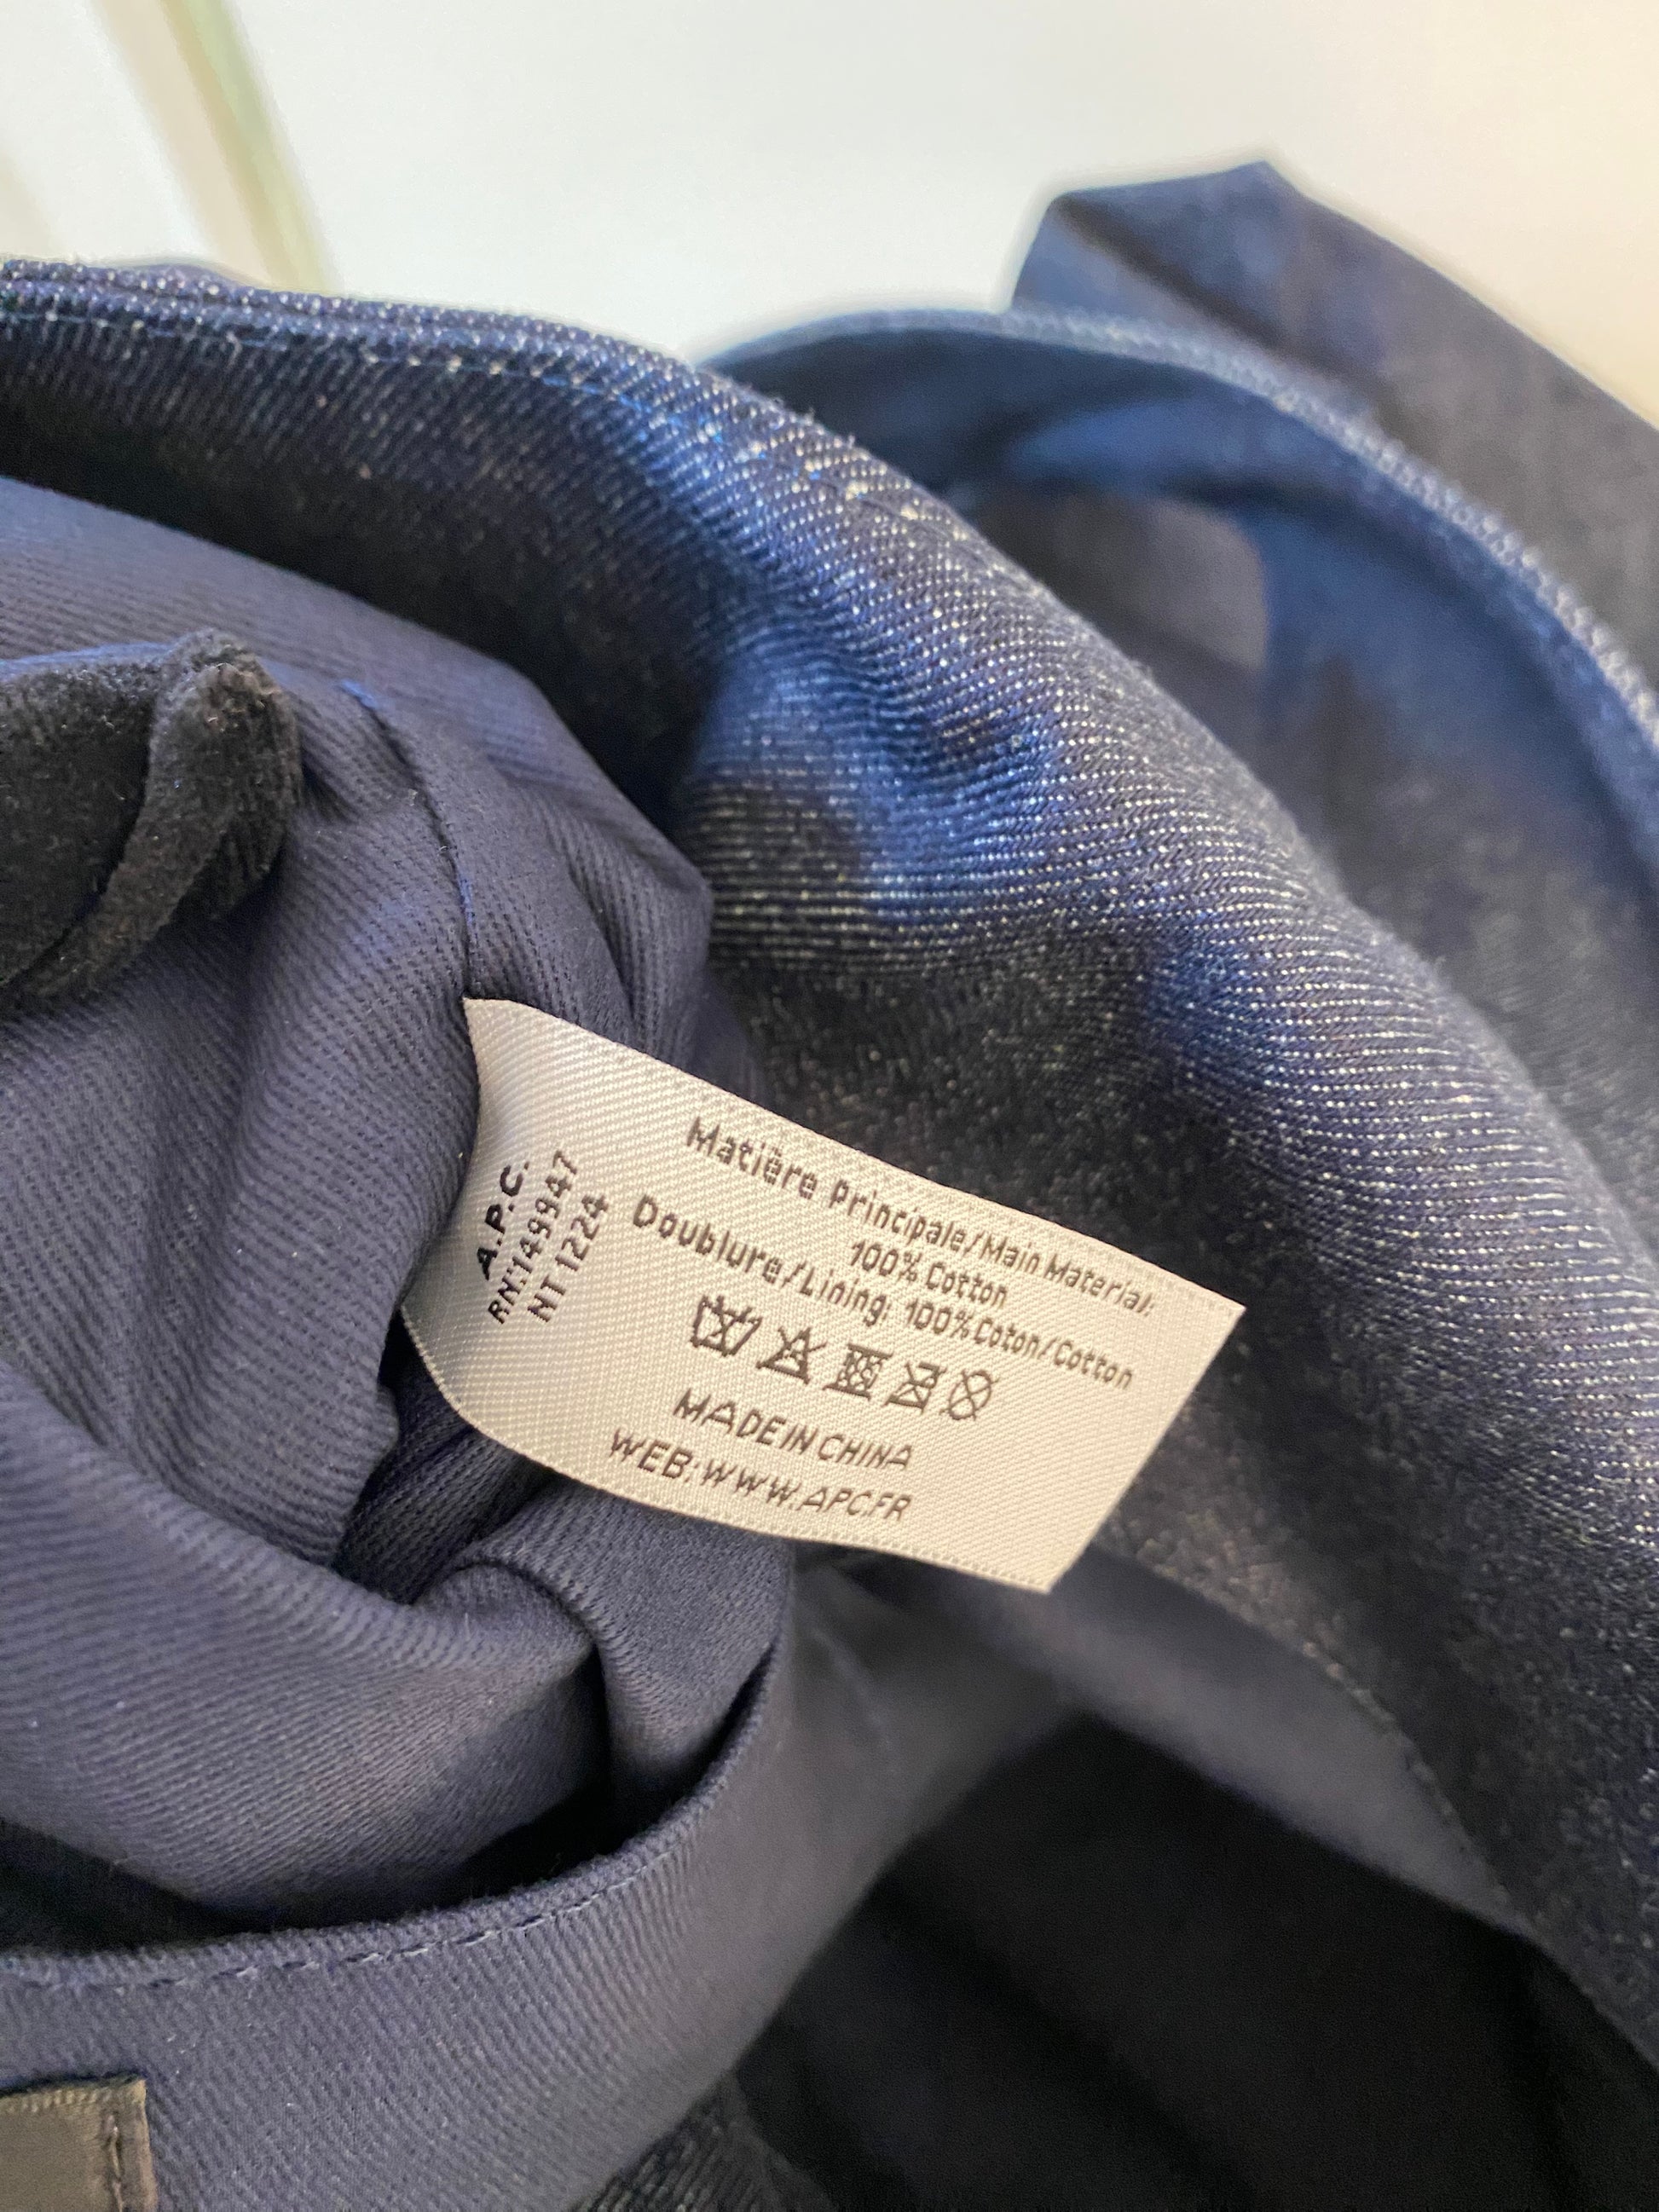 A.P.C.
RN:149947
NT 1224
Matière Principale/Main Material:
100% Cotton
Doublure/Lining: 100% Coton/Cotton
MADE IN CHINA
WEB: WWW.APC.FR